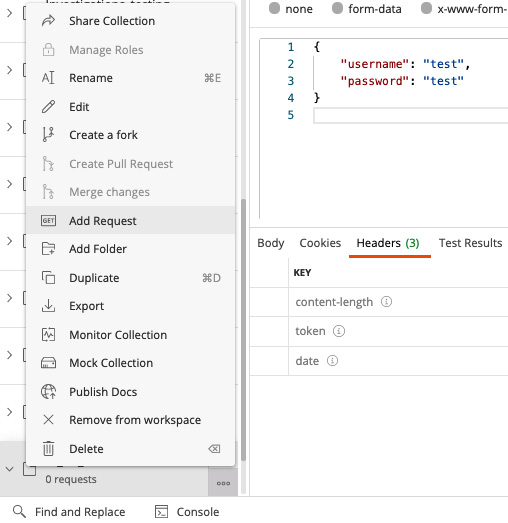 Investigations testing
Share Collection
Manage Roles
Rename ⌘E
Edit
Create a fork
Create Pull Request
Merge changes
GET Add Request
Add Folder
Duplicate ⌘D
Export
Monitor Collection
Mock Collection
Publish Docs
Remove from workspace
Delete
0 requests
Find and Replace Console
none form-data x-www-form-
1 {
2 "username": "test",
3 "password": "test"
4 }
5
Body Cookies Headers (3) Test Results
KEY
content-length
token
date